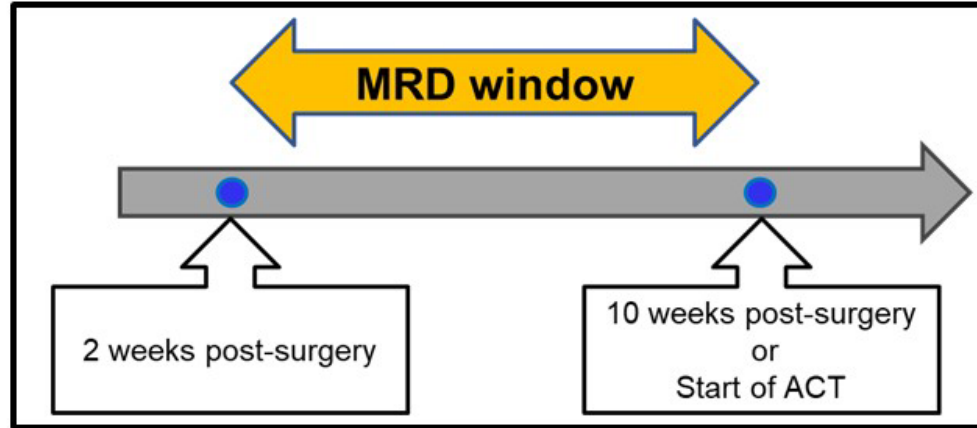 MRD window
2 weeks post-surgery
10 weeks post-surgery
or
Start of ACT